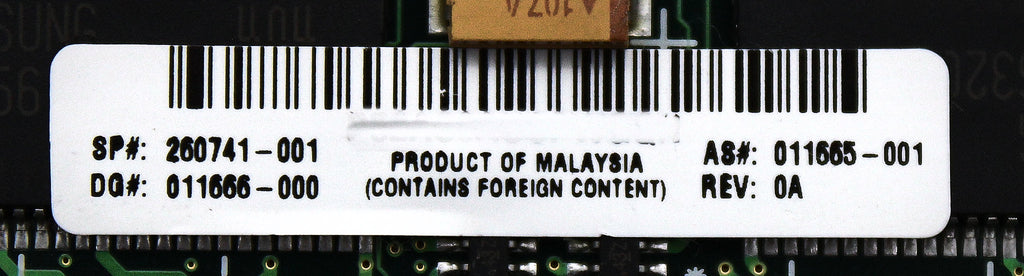 SP#: 260741-001
DG#: 011666-000
PRODUCT OF MALAYSIA
(CONTAINS FOREIGN CONTENT)
AS#: 011665-001
REV: 0A